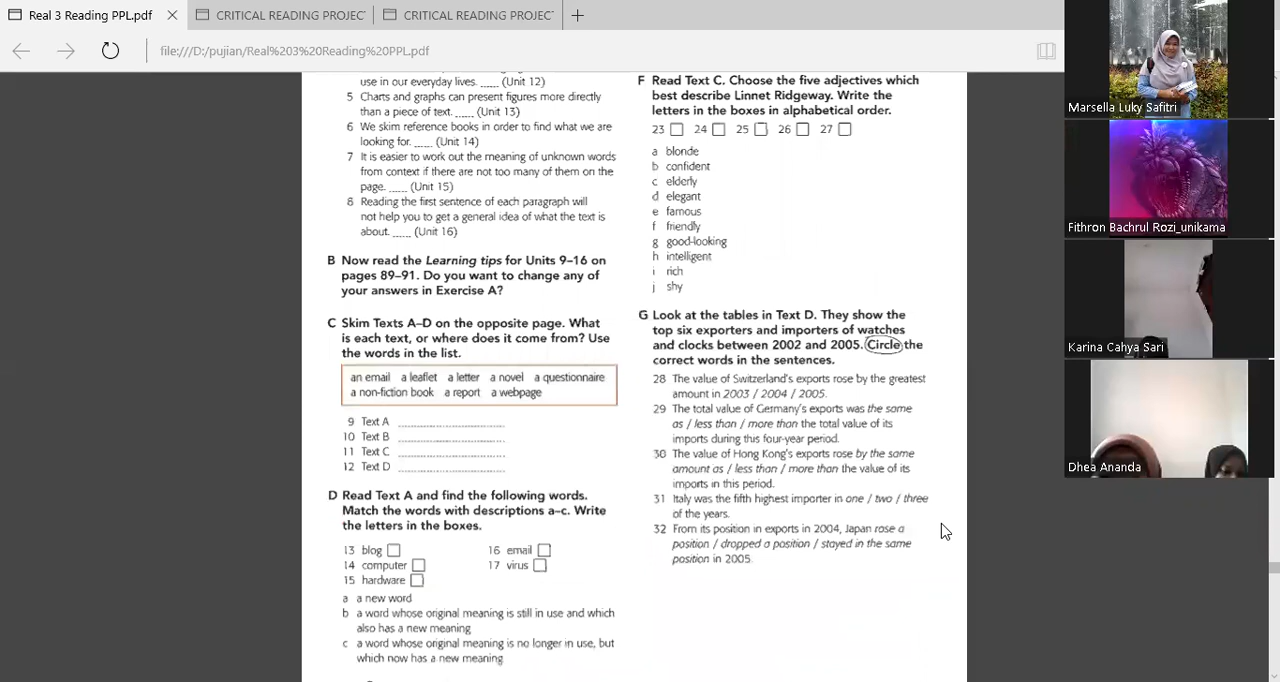 Real 3 Reading PPL.pdf
CRITICAL READING PROJECT
CRITICAL READING PROJECT
file:///D:/pujian/Real%203%20Reading%20PPL.pdf
use in our everyday lives. ..... (Unit 12)
5 Charts and graphs can present figures more directly
than a piece of text. ..... (Unit 13)
6 We skim reference books in order to find what we are
looking for. ..... (Unit 14)
7 It is easier to work out the meaning of unknown words
from context if there are not too many of them on the
page. ..... (Unit 15)
8 Reading the first sentence of each paragraph will
not help you to get a general idea of what the text is
about. ..... (Unit 16)
B Now read the Learning tips for Units 9–16 on
pages 89–91. Do you want to change any of
your answers in Exercise A?
C Skim Texts A–D on the opposite page. What
is each text, or where does it come from? Use
the words in the list.
an email a leaflet a letter a novel a questionnaire
a non-fiction book a report a webpage
9 Text A
10 Text B
11 Text C
12 Text D
D Read Text A and find the following words.
Match the words with descriptions a–c. Write
the letters in the boxes.
13 blog 16 email
14 computer 17 virus
15 hardware
a a new word
b a word whose original meaning is still in use and which
also has a new meaning
c a word whose original meaning is no longer in use, but
which now has a new meaning
F Read Text C. Choose the five adjectives which
best describe Linnet Ridgeway. Write the
letters in the boxes in alphabetical order.
23 24 25 26 27
a blonde
b confident
c elderly
d elegant
e famous
f friendly
g good-looking
h intelligent
i rich
j shy
G Look at the tables in Text D. They show the
top six exporters and importers of watches
and clocks between 2002 and 2005. Circle the
correct words in the sentences.
28 The value of Switzerland's exports rose by the greatest
amount in 2003 / 2004 / 2005.
29 The total value of Germany's exports was the same
as / less than / more than the total value of its
imports during this four-year period.
30 The value of Hong Kong's exports rose by the same
amount as / less than / more than the value of its
imports in this period.
31 Italy was the fifth highest importer in one / two / three
of the years.
32 From its position in exports in 2004, Japan rose a
position / dropped a position / stayed in the same
position in 2005.
Marsella Luky Safitri
Fithron Bachrul Rozi_unikama
Karina Cahya Sari
Dhea Ananda